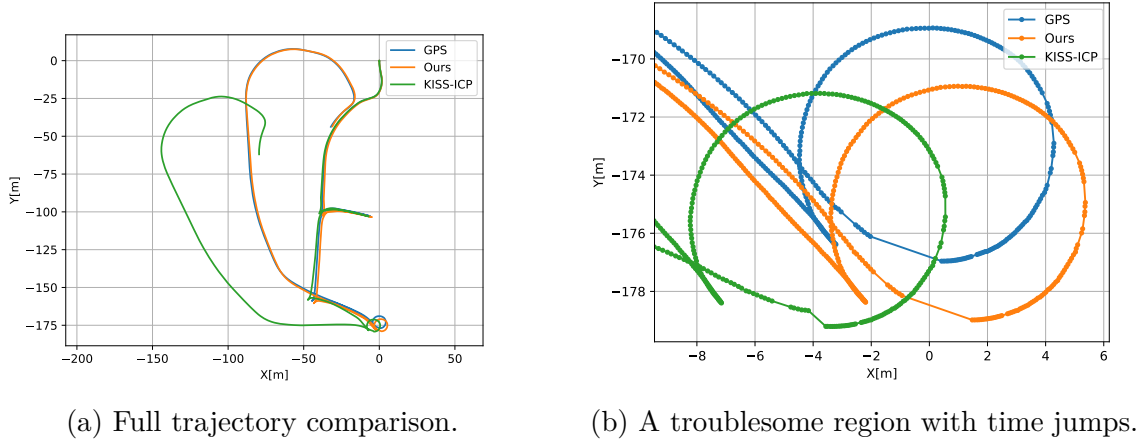 GPS
Ours
KISS-ICP
0
−25
−50
−75
−100
−125
−150
−175
Y[m]
−200
−150
−100
−50
0
50
X[m]
(a) Full trajectory comparison.
GPS
Ours
KISS-ICP
−170
−172
−174
−176
−178
Y[m]
−8
−6
−4
−2
0
2
4
6
X[m]
(b) A troublesome region with time jumps.